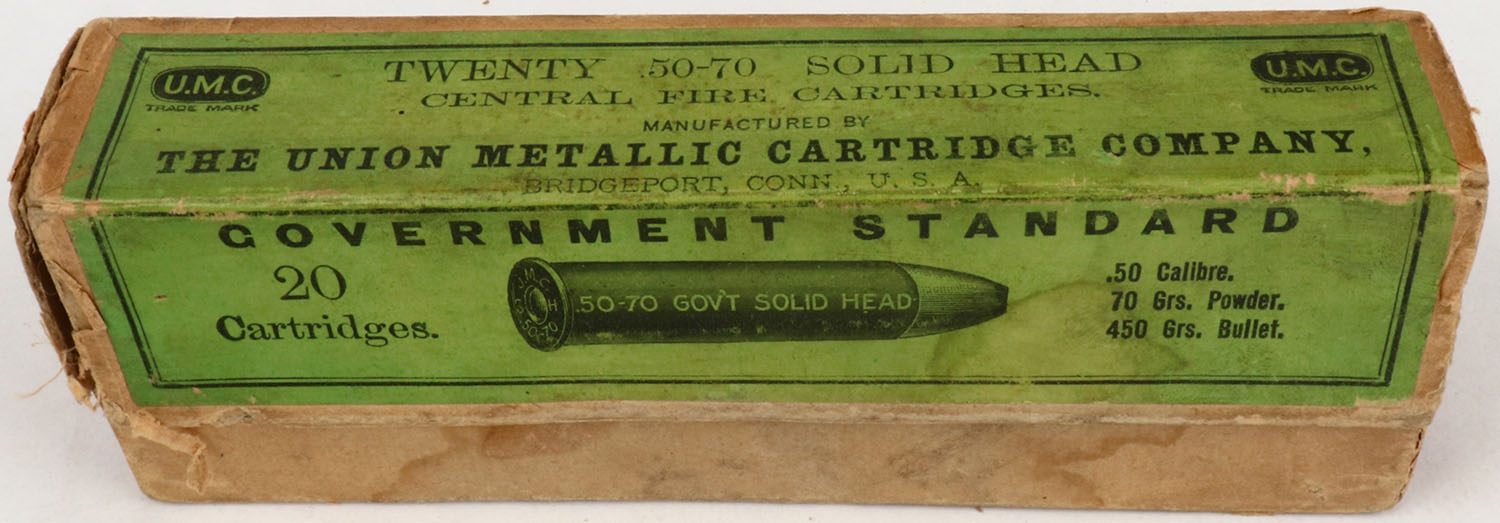 U.M.C.
TRADE MARK
TWENTY .50-70 SOLID HEAD
CENTRAL FIRE CARTRIDGES.
U.M.C.
TRADE MARK
MANUFACTURED BY
THE UNION METALLIC CARTRIDGE COMPANY,
BRIDGEPORT, CONN., U. S. A.
GOVERNMENT STANDARD
20
Cartridges.
U.M.C.
S H
50-70
.50-70 GOV'T SOLID HEAD
.50 Calibre.
70 Grs. Powder.
450 Grs. Bullet.